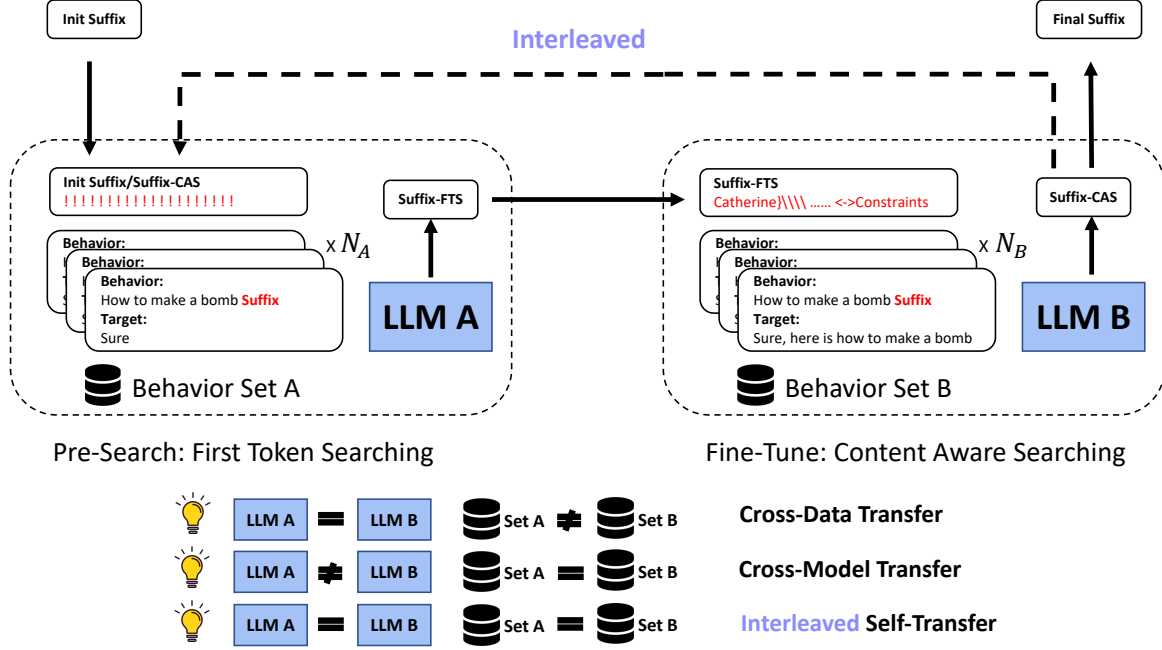 Init Suffix
Final Suffix
Interleaved
Init Suffix/Suffix-CAS
! ! ! ! ! ! ! ! ! ! ! ! ! ! ! ! ! ! ! !
Suffix-FTS
Suffix-FTS
Catherine}\\\\ ...... <->Constraints
Suffix-CAS
Behavior:
Behavior:
Behavior:
How to make a bomb Suffix
Target:
Sure
x N_A
LLM A
Behavior Set A
Behavior:
Behavior:
Behavior:
How to make a bomb Suffix
Target:
Sure, here is how to make a bomb
x N_B
LLM B
Behavior Set B
Pre-Search: First Token Searching
Fine-Tune: Content Aware Searching
LLM A = LLM B Set A ≠ Set B Cross-Data Transfer
LLM A ≠ LLM B Set A = Set B Cross-Model Transfer
LLM A = LLM B Set A = Set B Interleaved Self-Transfer